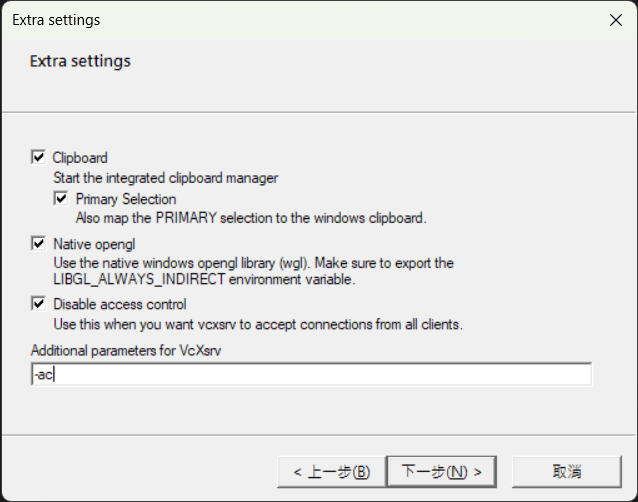 Extra settings
Extra settings
Clipboard
Start the integrated clipboard manager
Primary Selection
Also map the PRIMARY selection to the windows clipboard.
Native opengl
Use the native windows opengl library (wgl). Make sure to export the
LIBGL_ALWAYS_INDIRECT environment variable.
Disable access control
Use this when you want vcxsrv to accept connections from all clients.
Additional parameters for VcXsrv
-ac
< 上一步(B) 下一步(N) > 取消